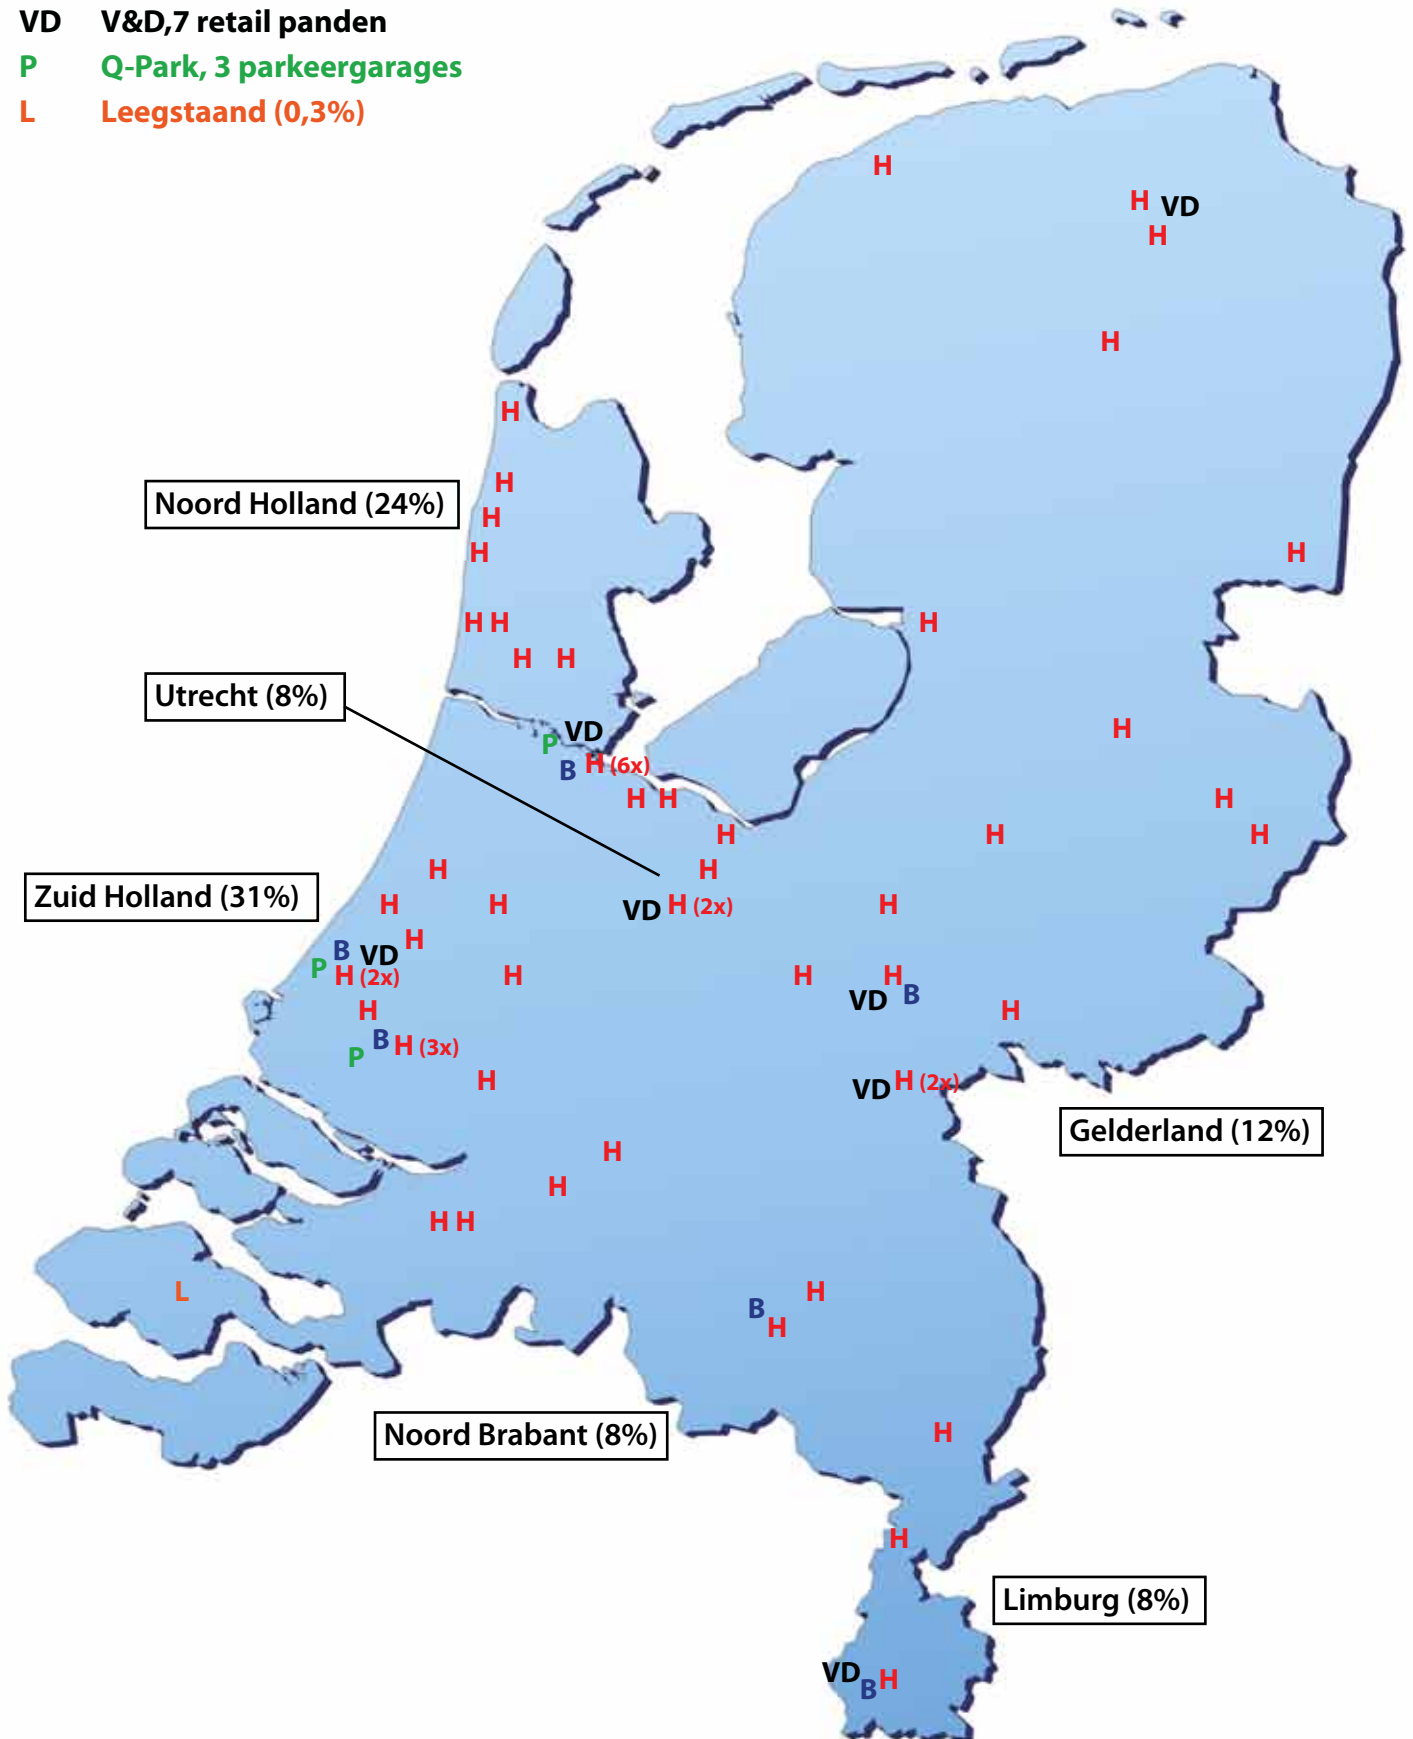 VD V&D,7 retail panden
P Q-Park, 3 parkeergarages
L Leegstaand (0,3%)
H
H VD
H
H
H
H
Noord Holland (24%)
H
H
H
H H
H
H H
Utrecht (8%)
VD
P
H
B H (6x)
H H
H
H
H
H
H
H
Zuid Holland (31%)
H
H
VD H (2x)
H
H
B VD
P H (2x)
H
H
H
VD B
H
H
B H (3x)
P
H
VD H (2x)
Gelderland (12%)
H
H
H H
L
H
B
H
Noord Brabant (8%)
H
H
Limburg (8%)
VD B H